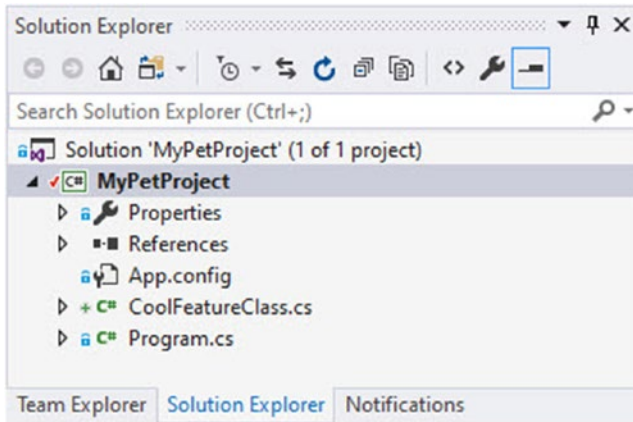 Solution Explorer
Search Solution Explorer (Ctrl+;)
Solution 'MyPetProject' (1 of 1 project)
C# MyPetProject
Properties
References
App.config
+ C# CoolFeatureClass.cs
C# Program.cs
Team Explorer Solution Explorer Notifications